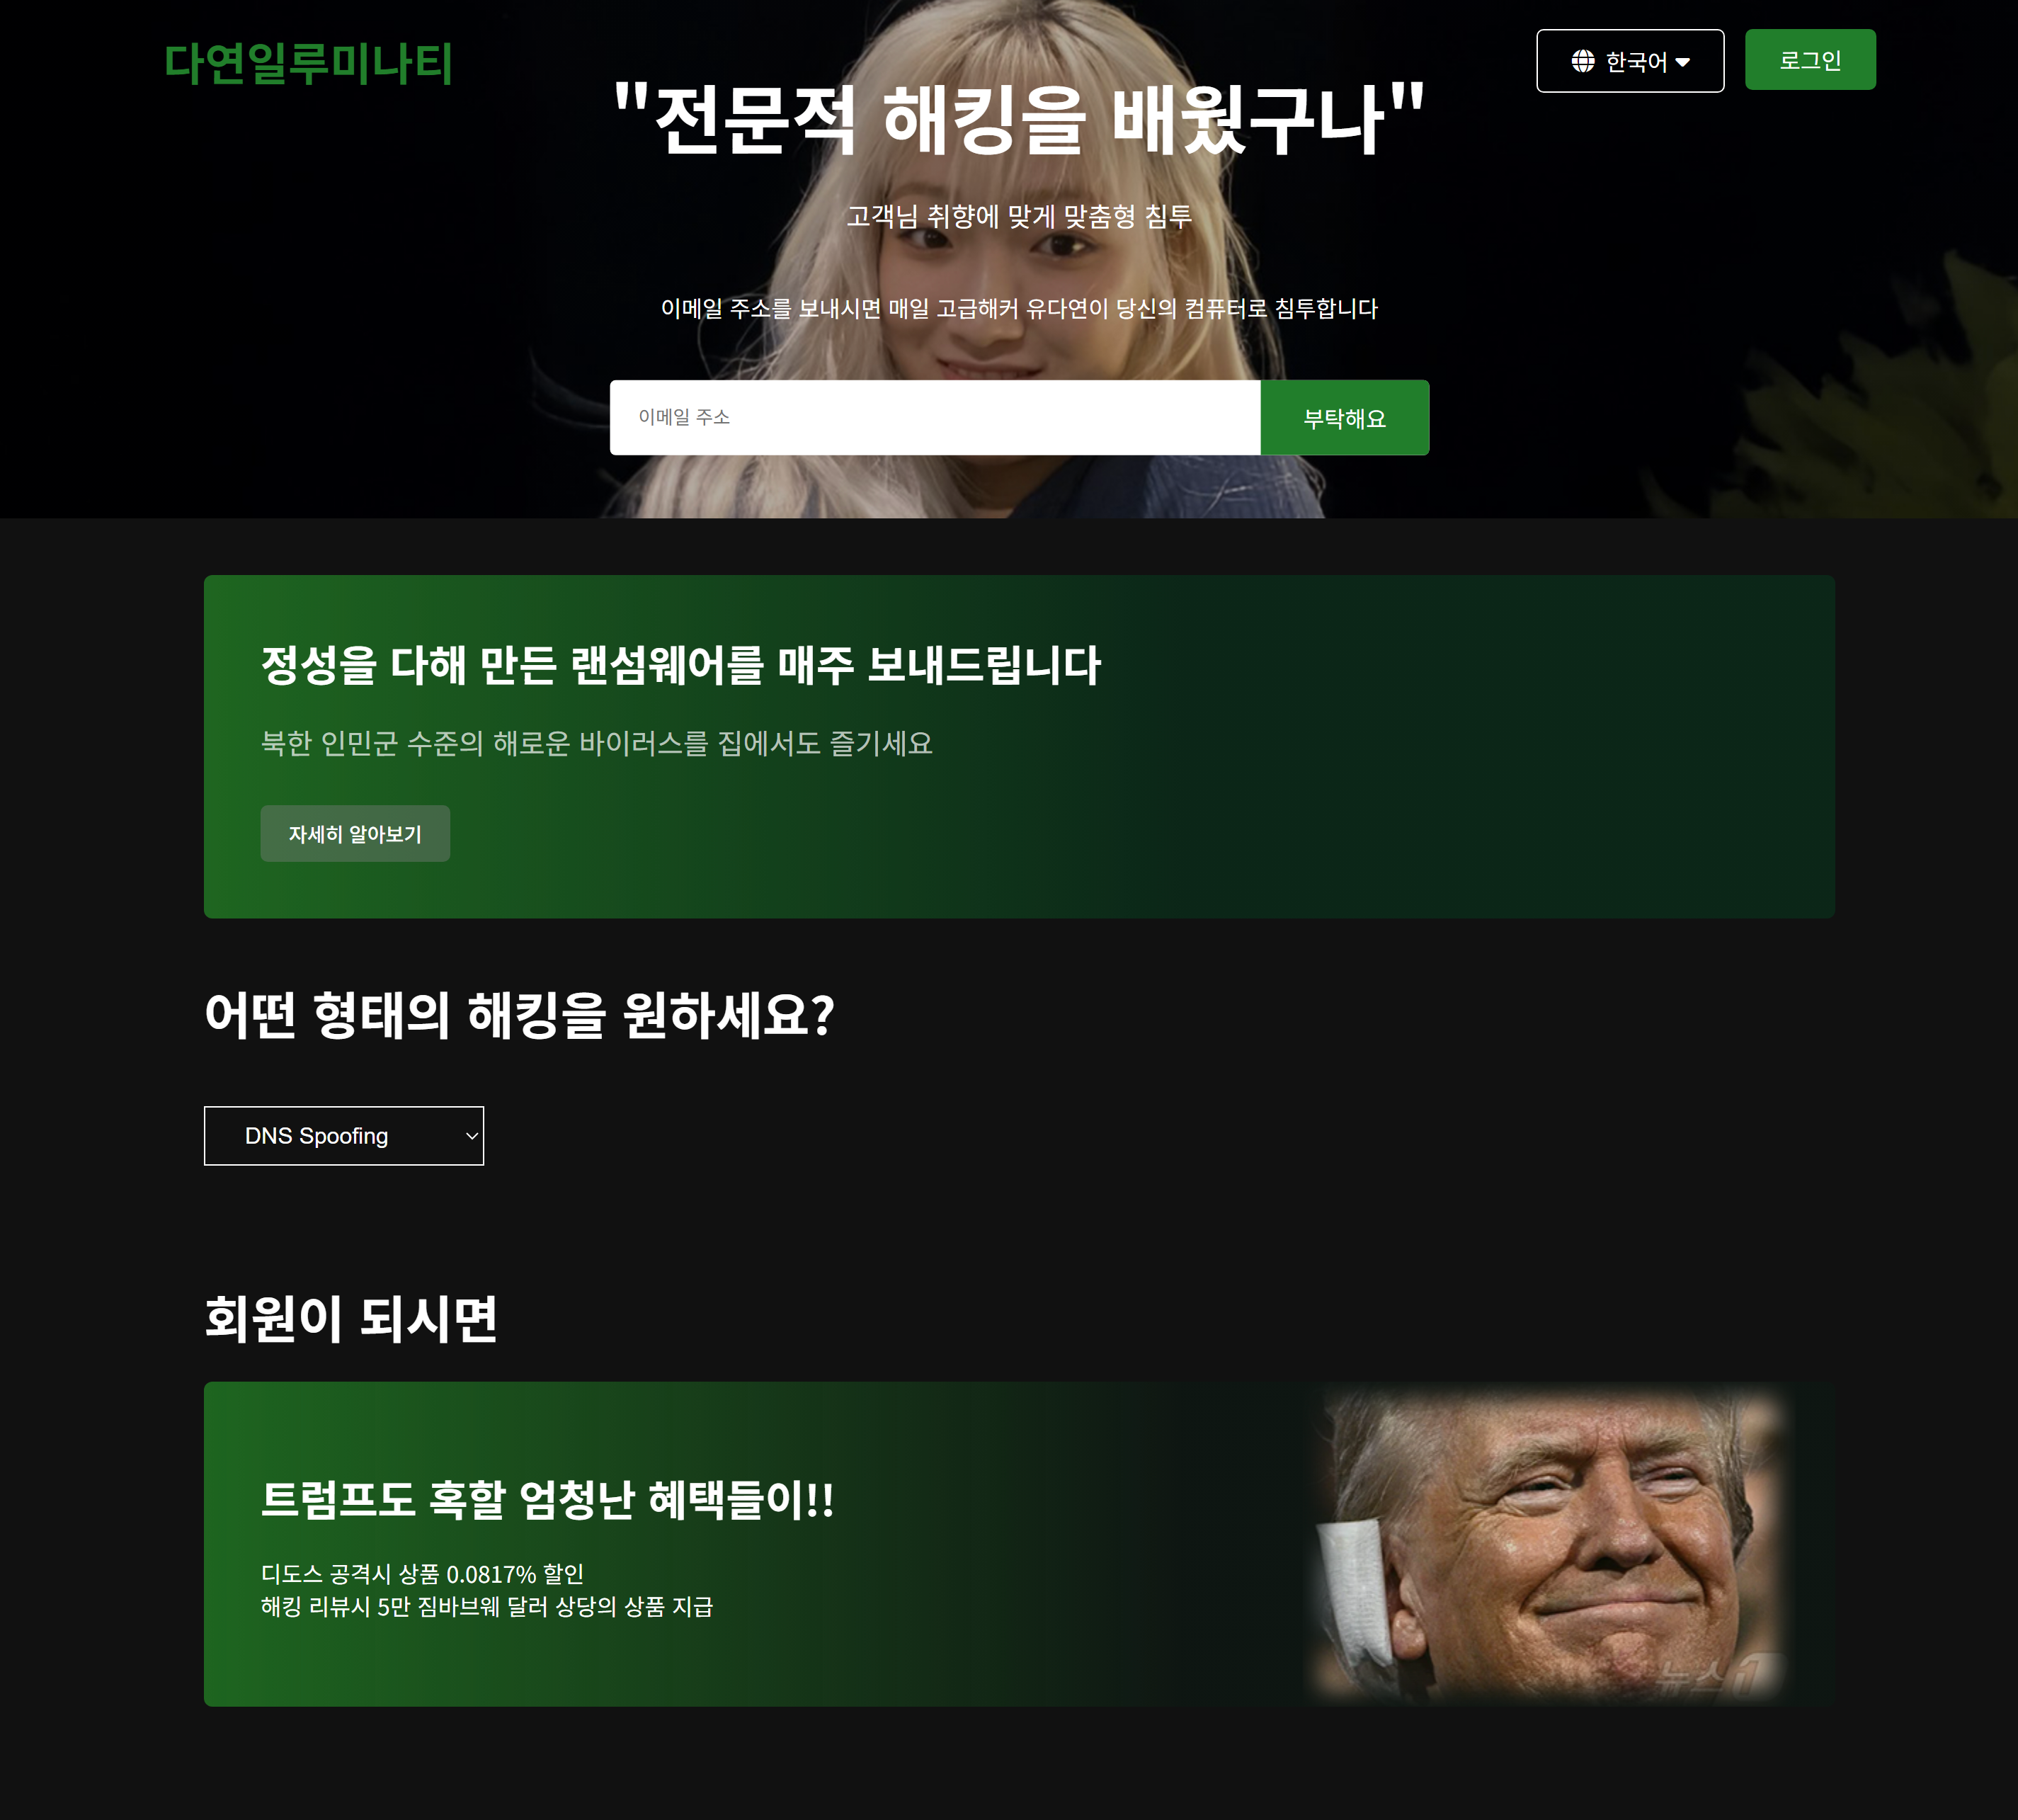 다연일루미나티
한국어
로그인
"전문적 해킹을 배웠구나"
고객님 취향에 맞게 맞춤형 침투
이메일 주소를 보내시면 매일 고급해커 유다연이 당신의 컴퓨터로 침투합니다
이메일 주소
부탁해요
정성을 다해 만든 랜섬웨어를 매주 보내드립니다
북한 인민군 수준의 해로운 바이러스를 집에서도 즐기세요
자세히 알아보기
어떤 형태의 해킹을 원하세요?
DNS Spoofing
회원이 되시면
트럼프도 혹할 엄청난 혜택들이!!
디도스 공격시 상품 0.0817% 할인
해킹 리뷰시 5만 짐바브웨 달러 상당의 상품 지급
뉴스1